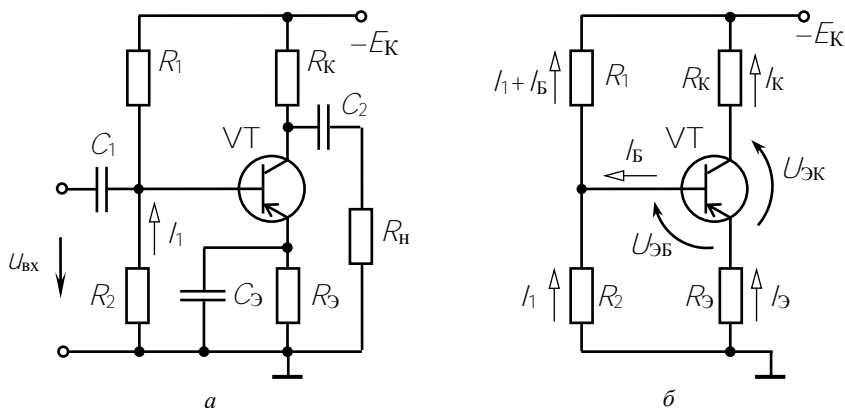 −EК
R1
RК
C2
VT
C1
I1
Rн
uвх
R2
CЭ
RЭ
а
−EК
I1 + IБ
R1
RК
IК
VT
IБ
UЭК
UЭБ
I1
R2
RЭ
IЭ
б